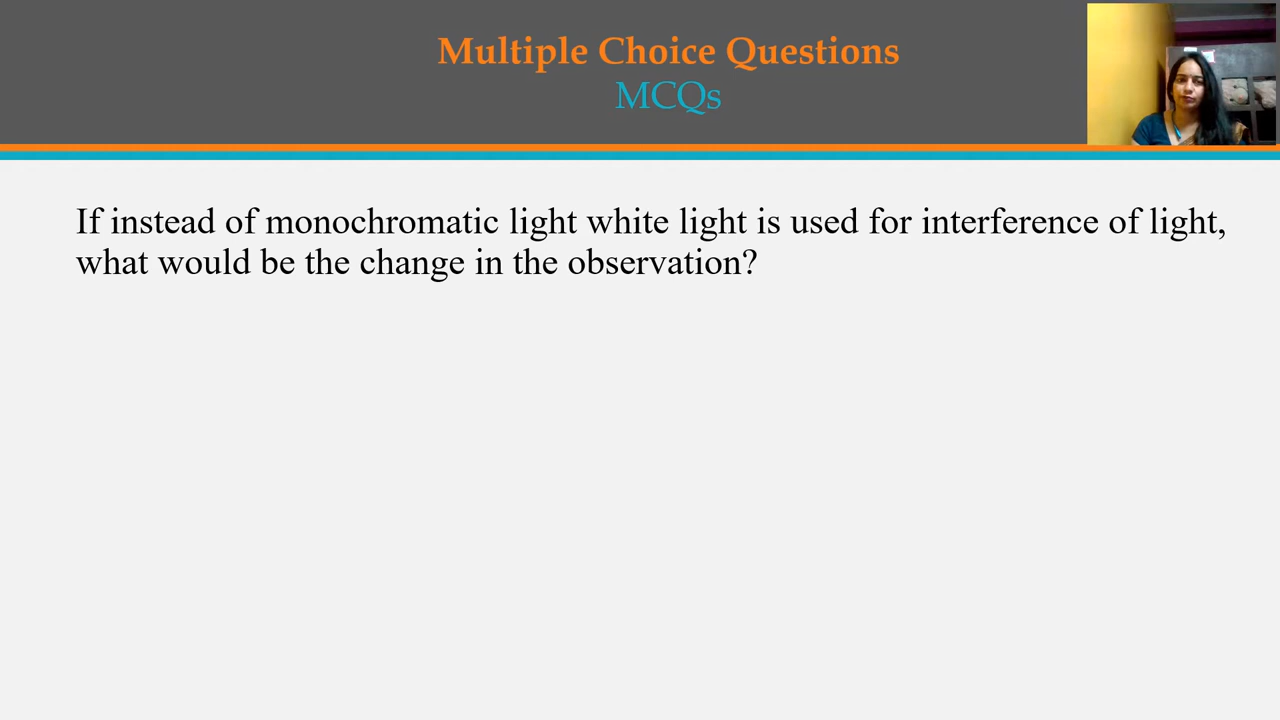 Multiple Choice Questions
MCQs
If instead of monochromatic light white light is used for interference of light,
what would be the change in the observation?